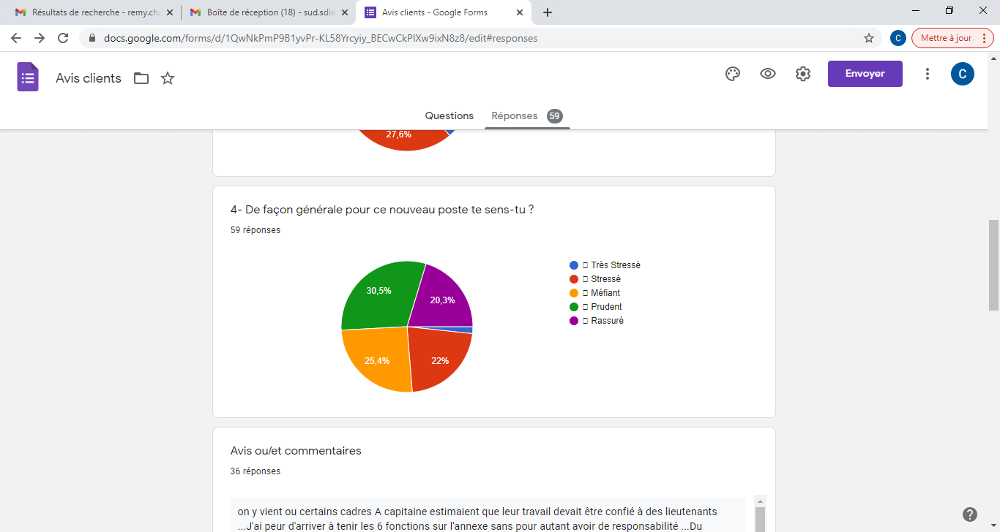 Résultats de recherche - remy.cha
Boîte de réception (18) - sud.sdis
Avis clients - Google Forms
docs.google.com/forms/d/1QwNkPmP9B1yvPr-KL58Yrcyiy_BECwCkPlXw9ixN8z8/edit#responses
C
Mettre à jour
Avis clients
Envoyer
C
Questions
Réponses 59
27,6%
4- De façon générale pour ce nouveau poste te sens-tu ?
59 réponses
30,5%
20,3%
25,4%
22%
Très Stressé
Stressé
Méfiant
Prudent
Rassuré
Avis ou/et commentaires
36 réponses
on y vient ou certains cadres A capitaine estimaient que leur travail devait être confié à des lieutenants
...J'ai peur d'arriver à tenir les 6 fonctions sur l'annexe sans pour autant avoir de responsabilité ...Du